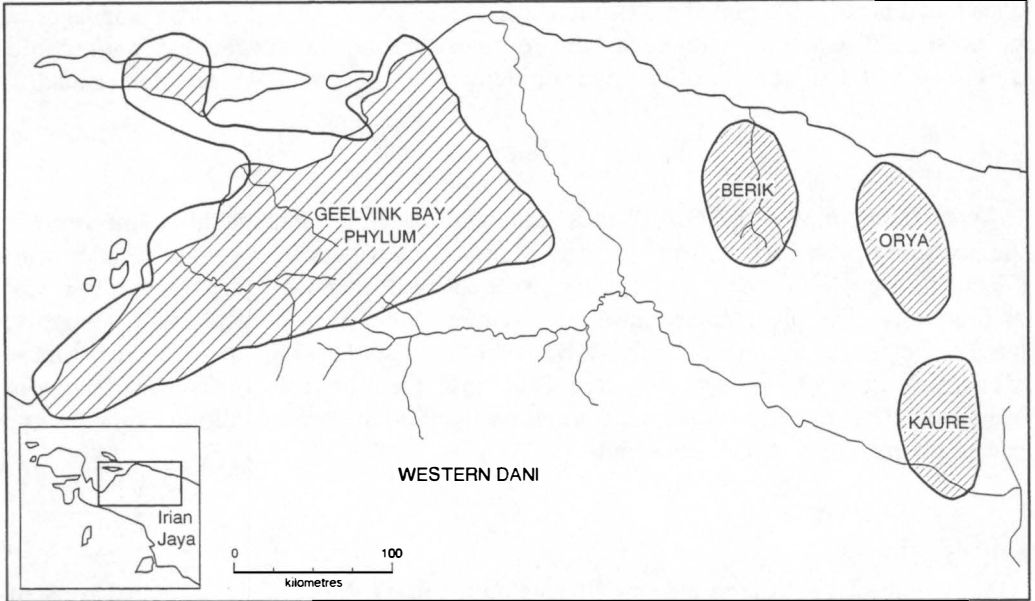 GEELVINK BAY
PHYLUM
BERIK
ORYA
KAURE
WESTERN DANI
Irian
Jaya
0 100
kilometres